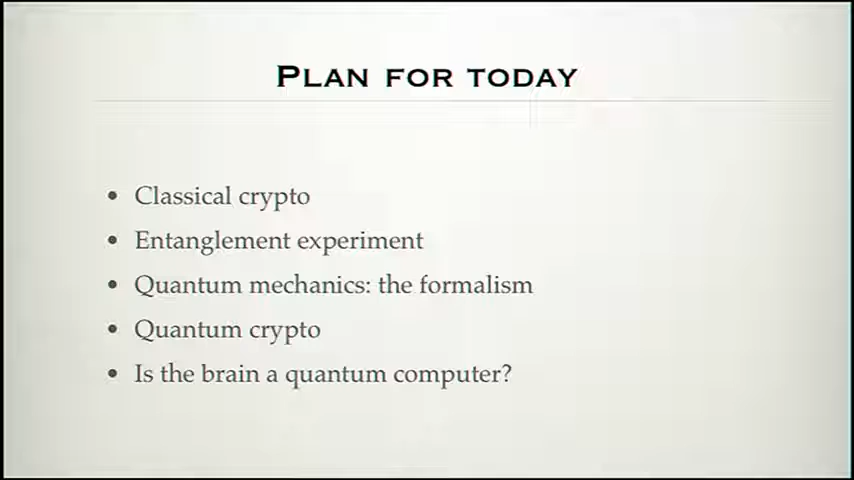 Plan for today
• Classical crypto
• Entanglement experiment
• Quantum mechanics: the formalism
• Quantum crypto
• Is the brain a quantum computer?